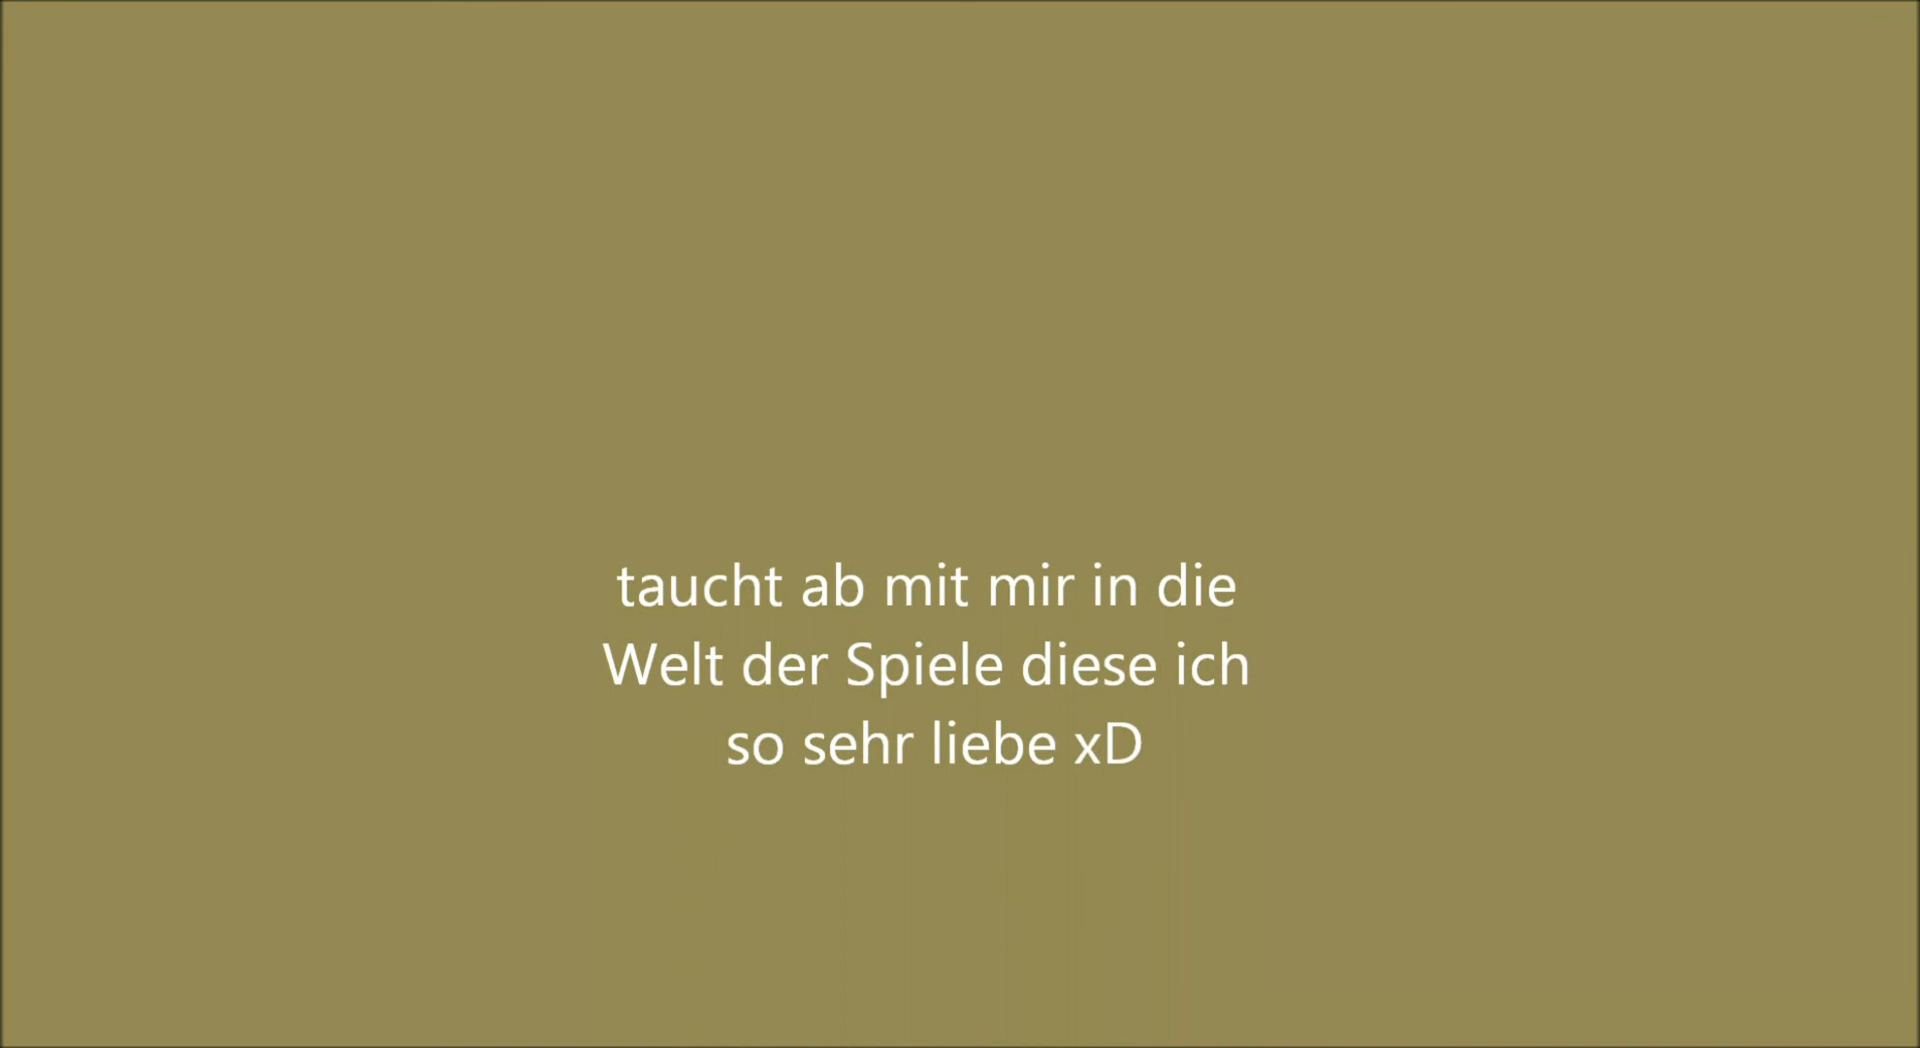 taucht ab mit mir in die
Welt der Spiele diese ich
so sehr liebe xD